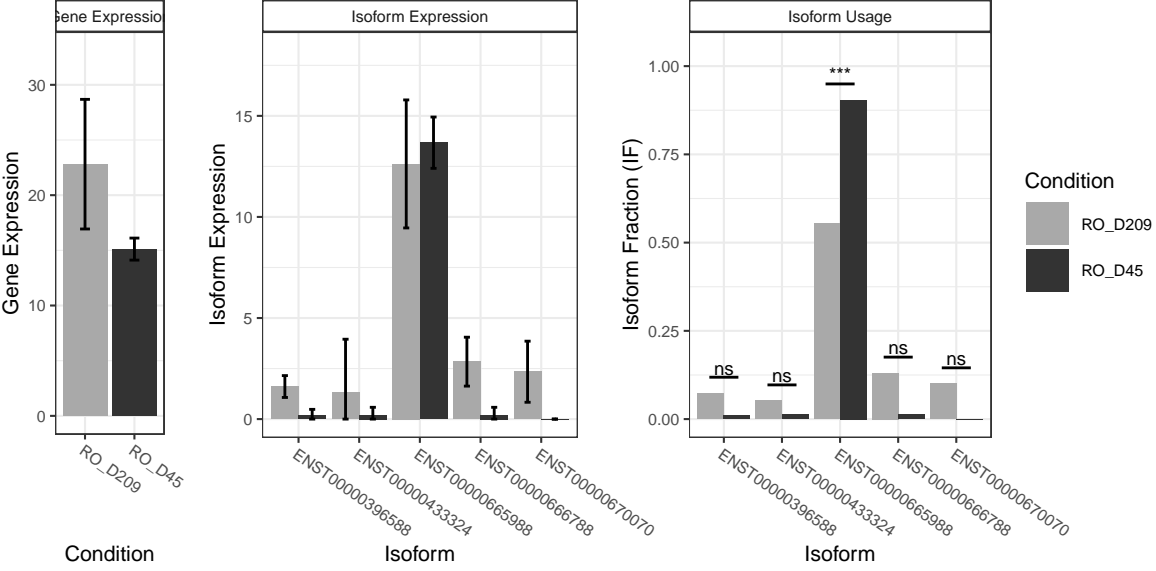 Gene Expression
Isoform Expression
Isoform Usage
Gene Expression
30
20
10
0
RO_D209
RO_D45
Condition
Isoform Expression
15
10
5
0
ENST00000396588
ENST00000433324
ENST00000665988
ENST00000666788
ENST00000670070
Isoform
Isoform Fraction (IF)
1.00
0.75
0.50
0.25
0.00
ns
ns
***
ns
ns
ENST00000396588
ENST00000433324
ENST00000665988
ENST00000666788
ENST00000670070
Isoform
Condition
RO_D209
RO_D45